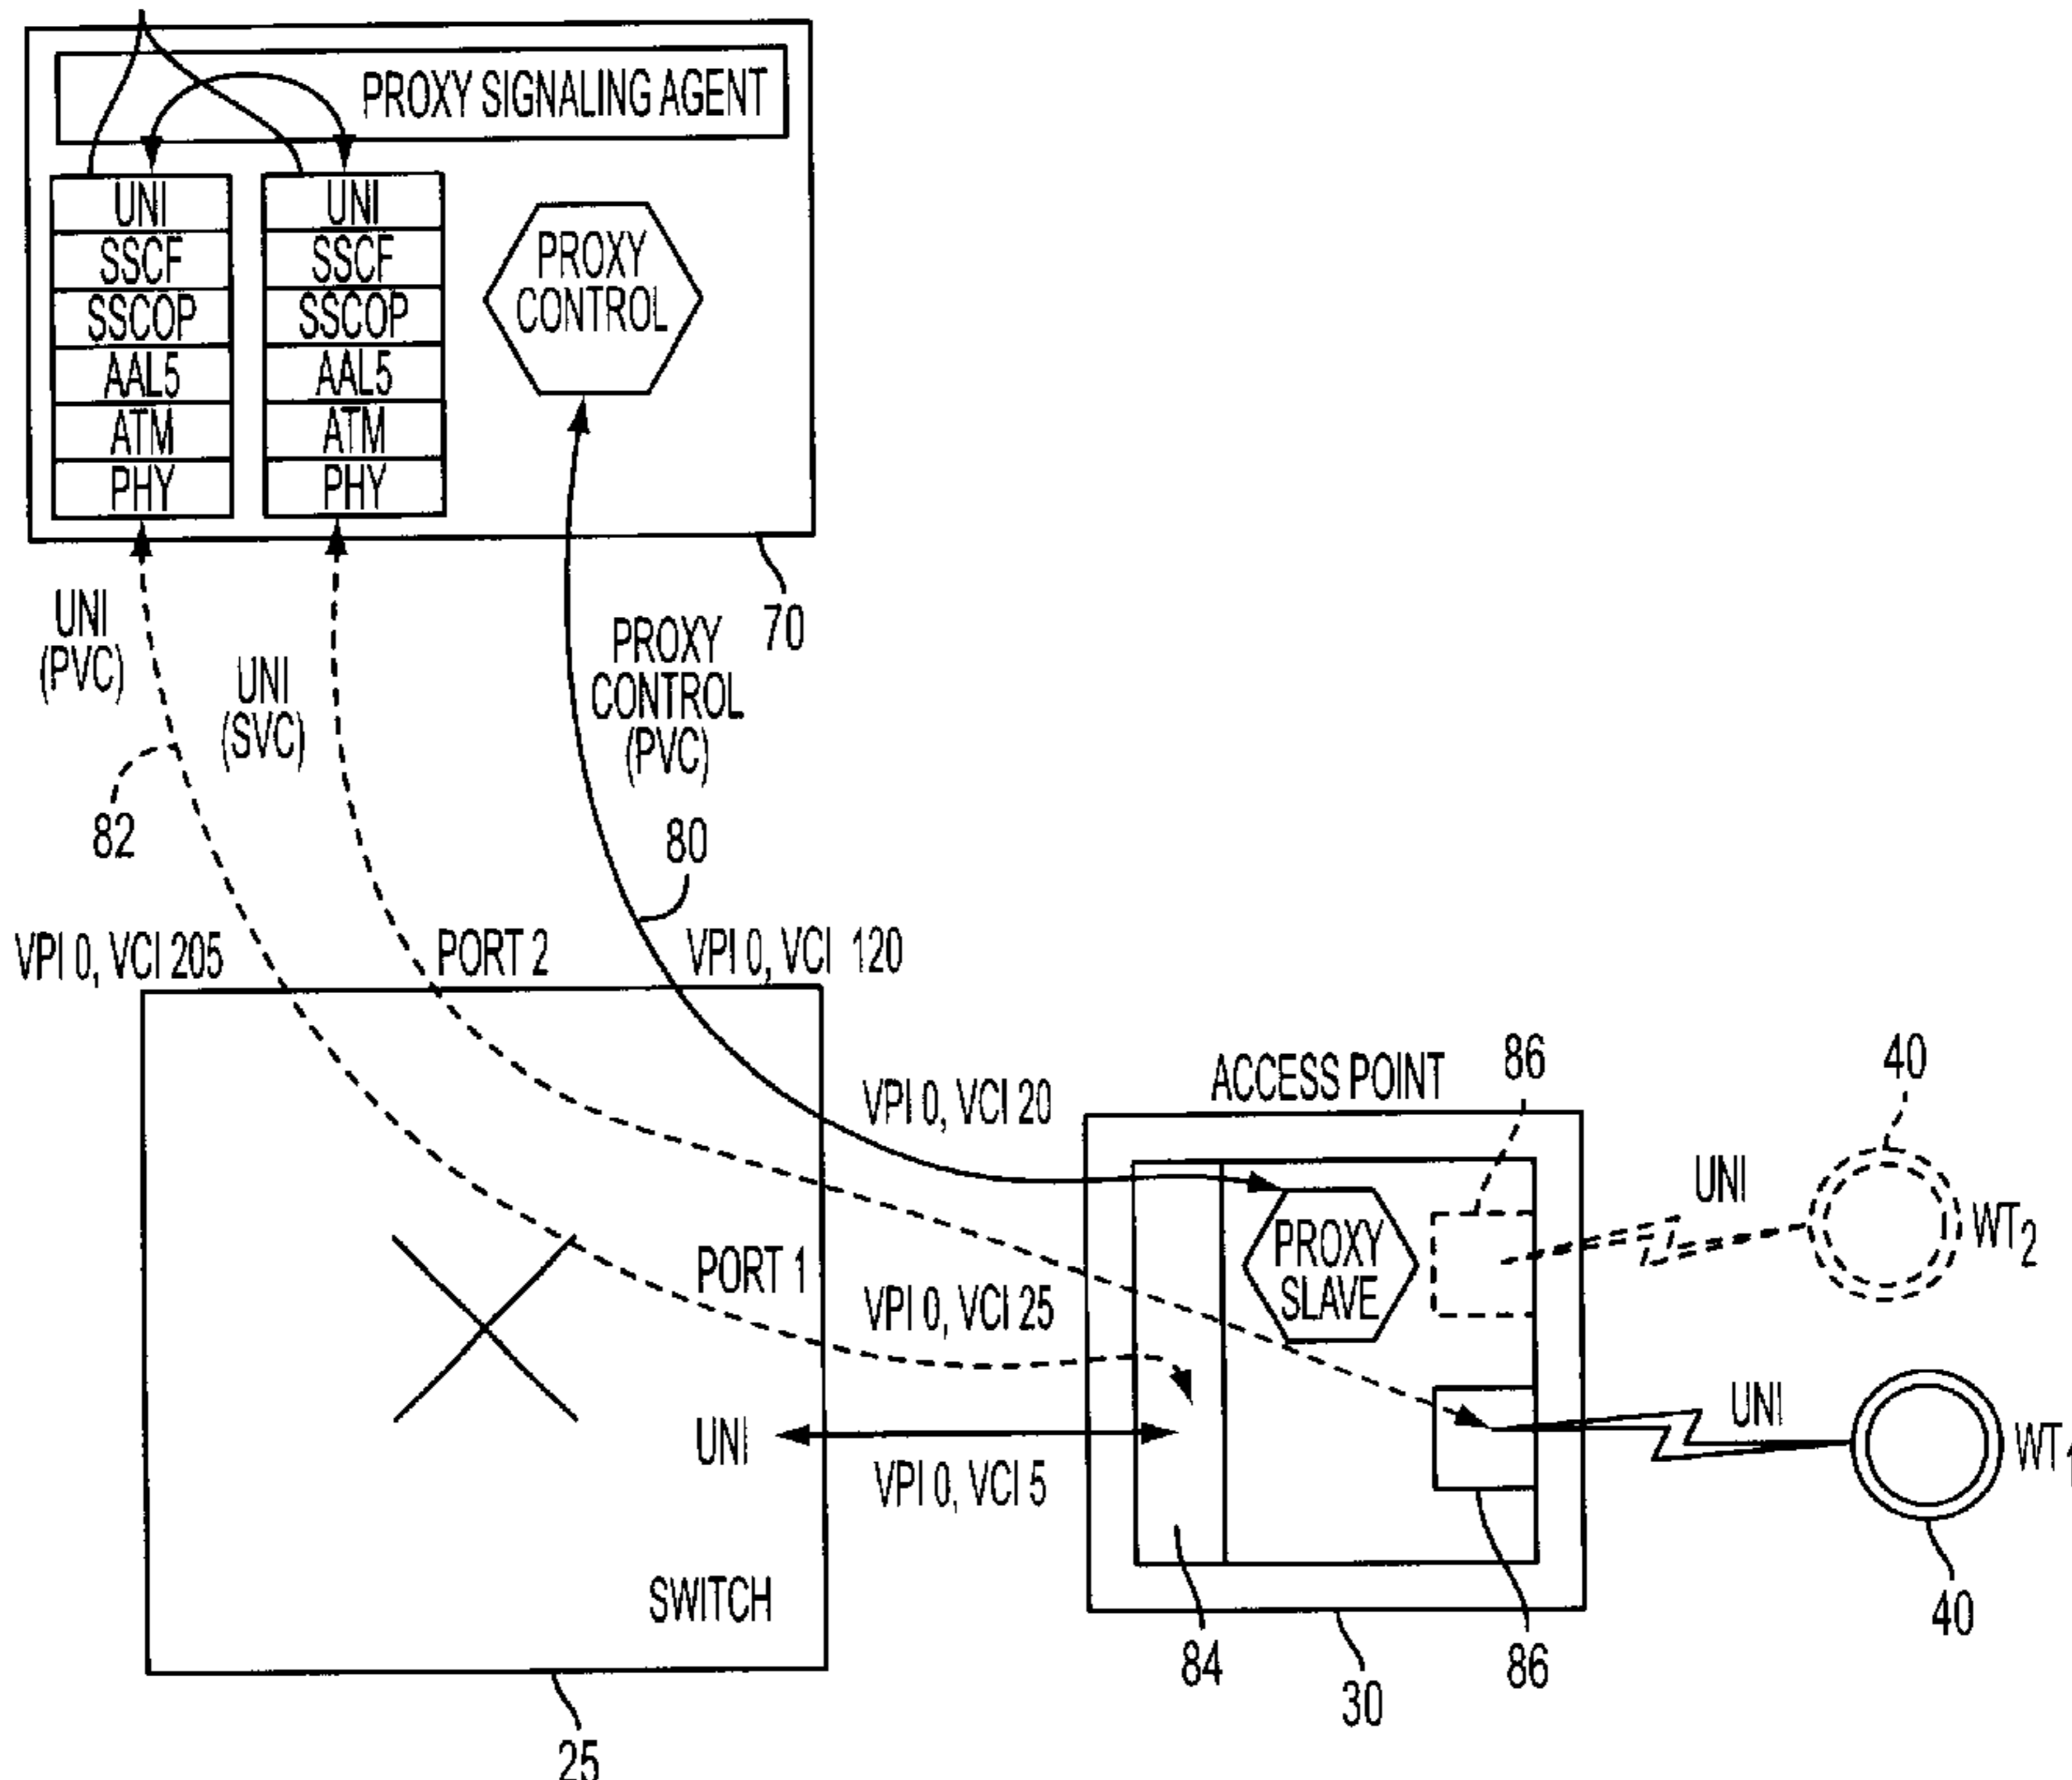 PROXY SIGNALING AGENT
UNI
SSCF
SSCOP
AAL5
ATM
PHY
UNI
SSCF
SSCOP
AAL5
ATM
PHY
PROXY
CONTROL
70
UNI
(PVC)
UNI
(SVC)
PROXY
CONTROL
(PVC)
82
80
VPI 0, VCI 205
PORT 2
VPI 0, VCI 120
VPI 0, VCI 20
ACCESS POINT
86
40
PORT 1
VPI 0, VCI 25
PROXY
SLAVE
UNI
WT2
UNI
VPI 0, VCI 5
UNI
WT1
SWITCH
84
86
40
30
25